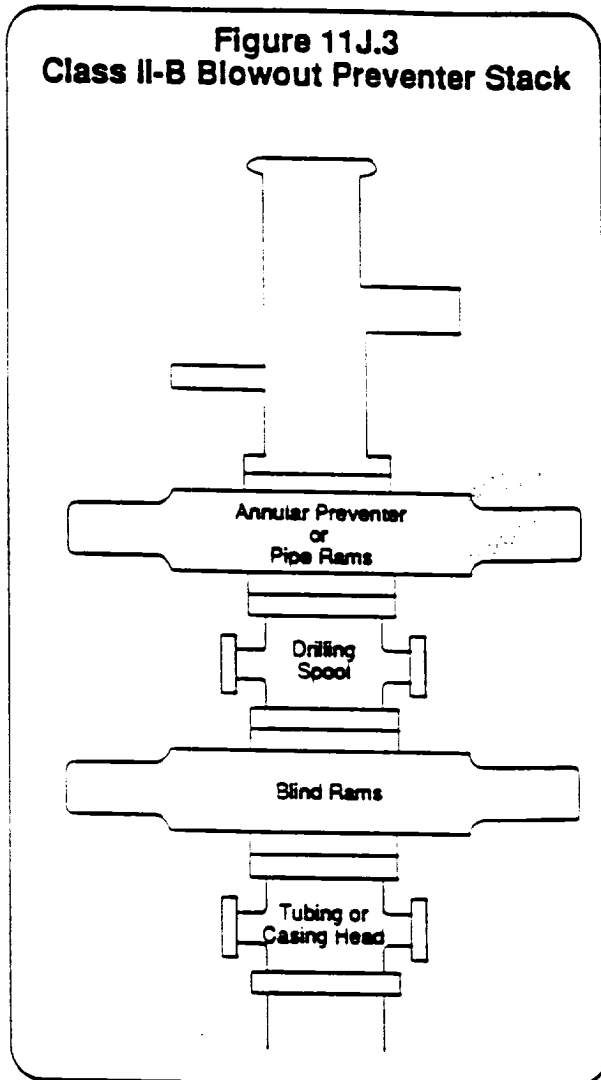 Figure 11J.3
Class II-B Blowout Preventer Stack
Annular Preventer
or
Pipe Rams
Drilling
Spool
Blind Rams
Tubing or
Casing Head